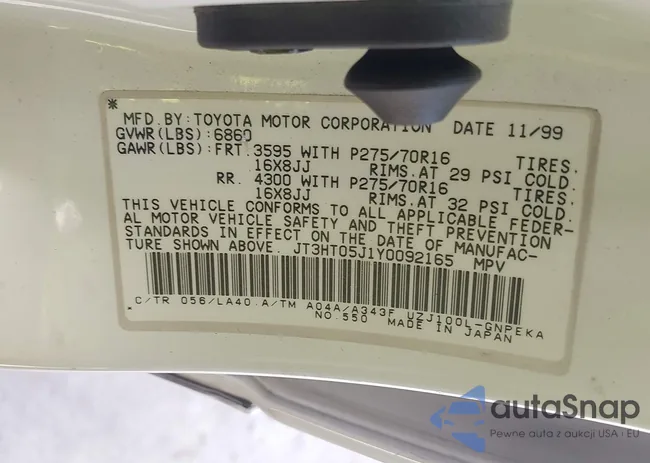 *
MFD.BY:TOYOTA MOTOR CORPORATION DATE 11/99
GVWR(LBS):6860
GAWR(LBS):FRT.3595 WITH P275/70R16 TIRES,
16X8JJ RIMS.AT 29 PSI COLD.
RR. 4300 WITH P275/70R16 TIRES,
16X8JJ RIMS.AT 32 PSI COLD.
THIS VEHICLE CONFORMS TO ALL APPLICABLE FEDER-
AL MOTOR VEHICLE SAFETY AND THEFT PREVENTION
STANDARDS IN EFFECT ON THE DATE OF MANUFAC-
TURE SHOWN ABOVE. JT3HT05J1Y0092165 MPV
C/TR 056/LA40.A/TM A04A/A343F UZJ100L-GNPEKA
NO.550 MADE IN JAPAN
autaSnap
Pewne auta z aukcji USA i EU